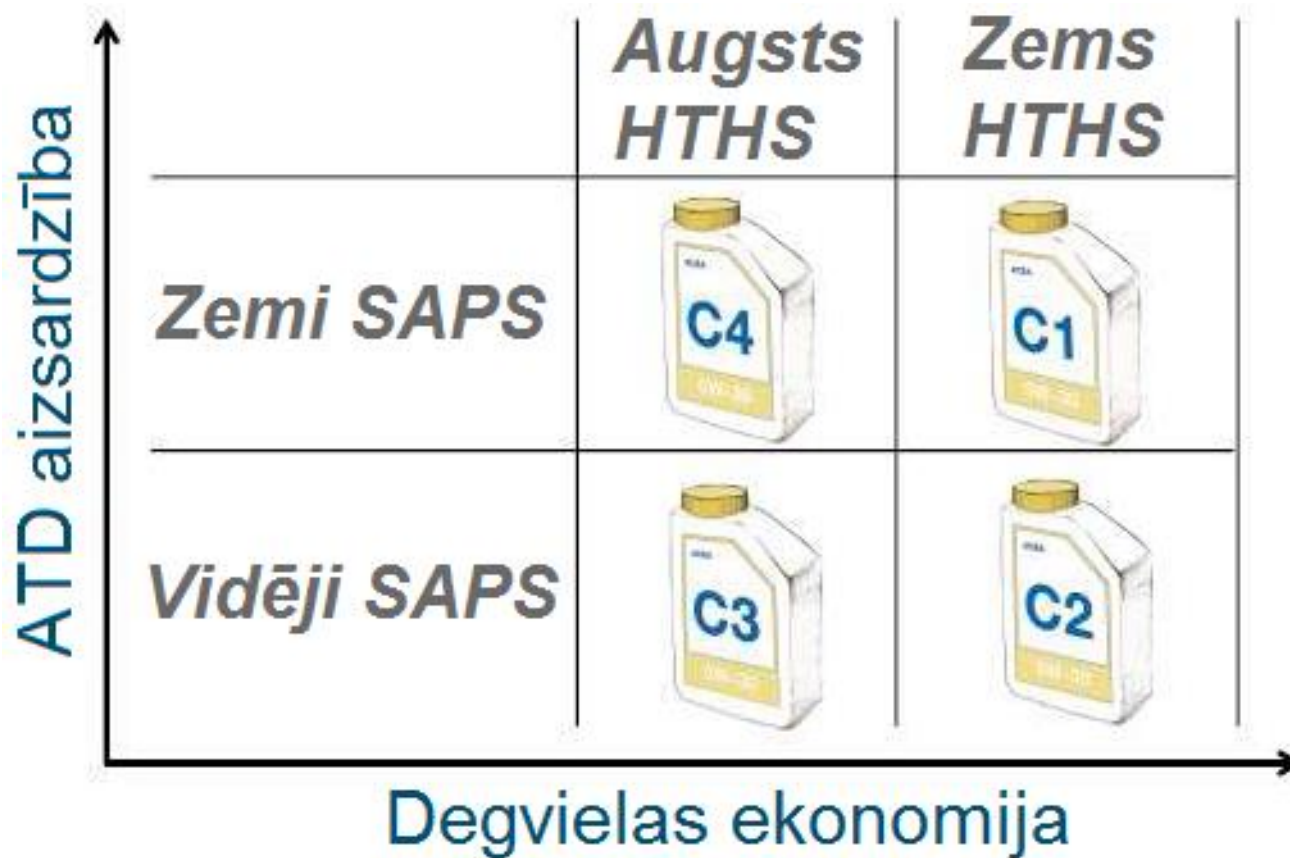 ATD aizsardzība
Augsts
HTHS
Zems
HTHS
Zemi SAPS
C4
C1
Vidēji SAPS
C3
C2
Degvielas ekonomija